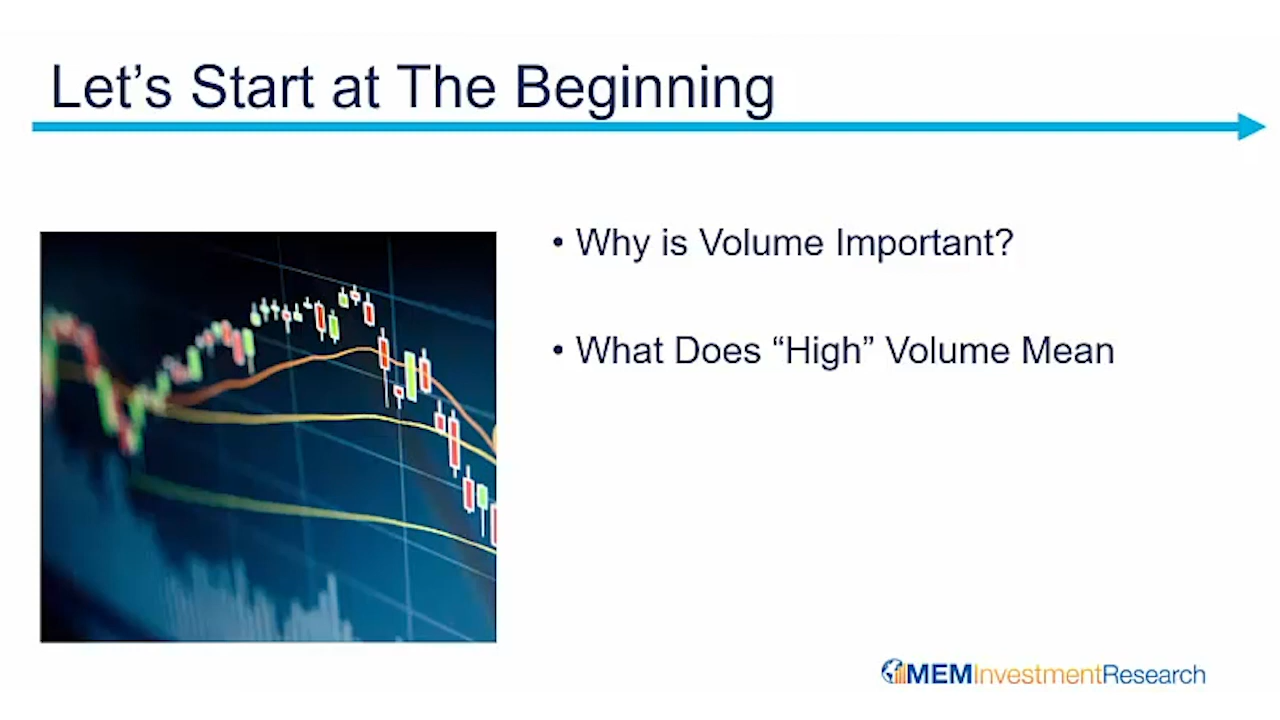 Let’s Start at The Beginning
• Why is Volume Important?
• What Does “High” Volume Mean
MEMInvestmentResearch